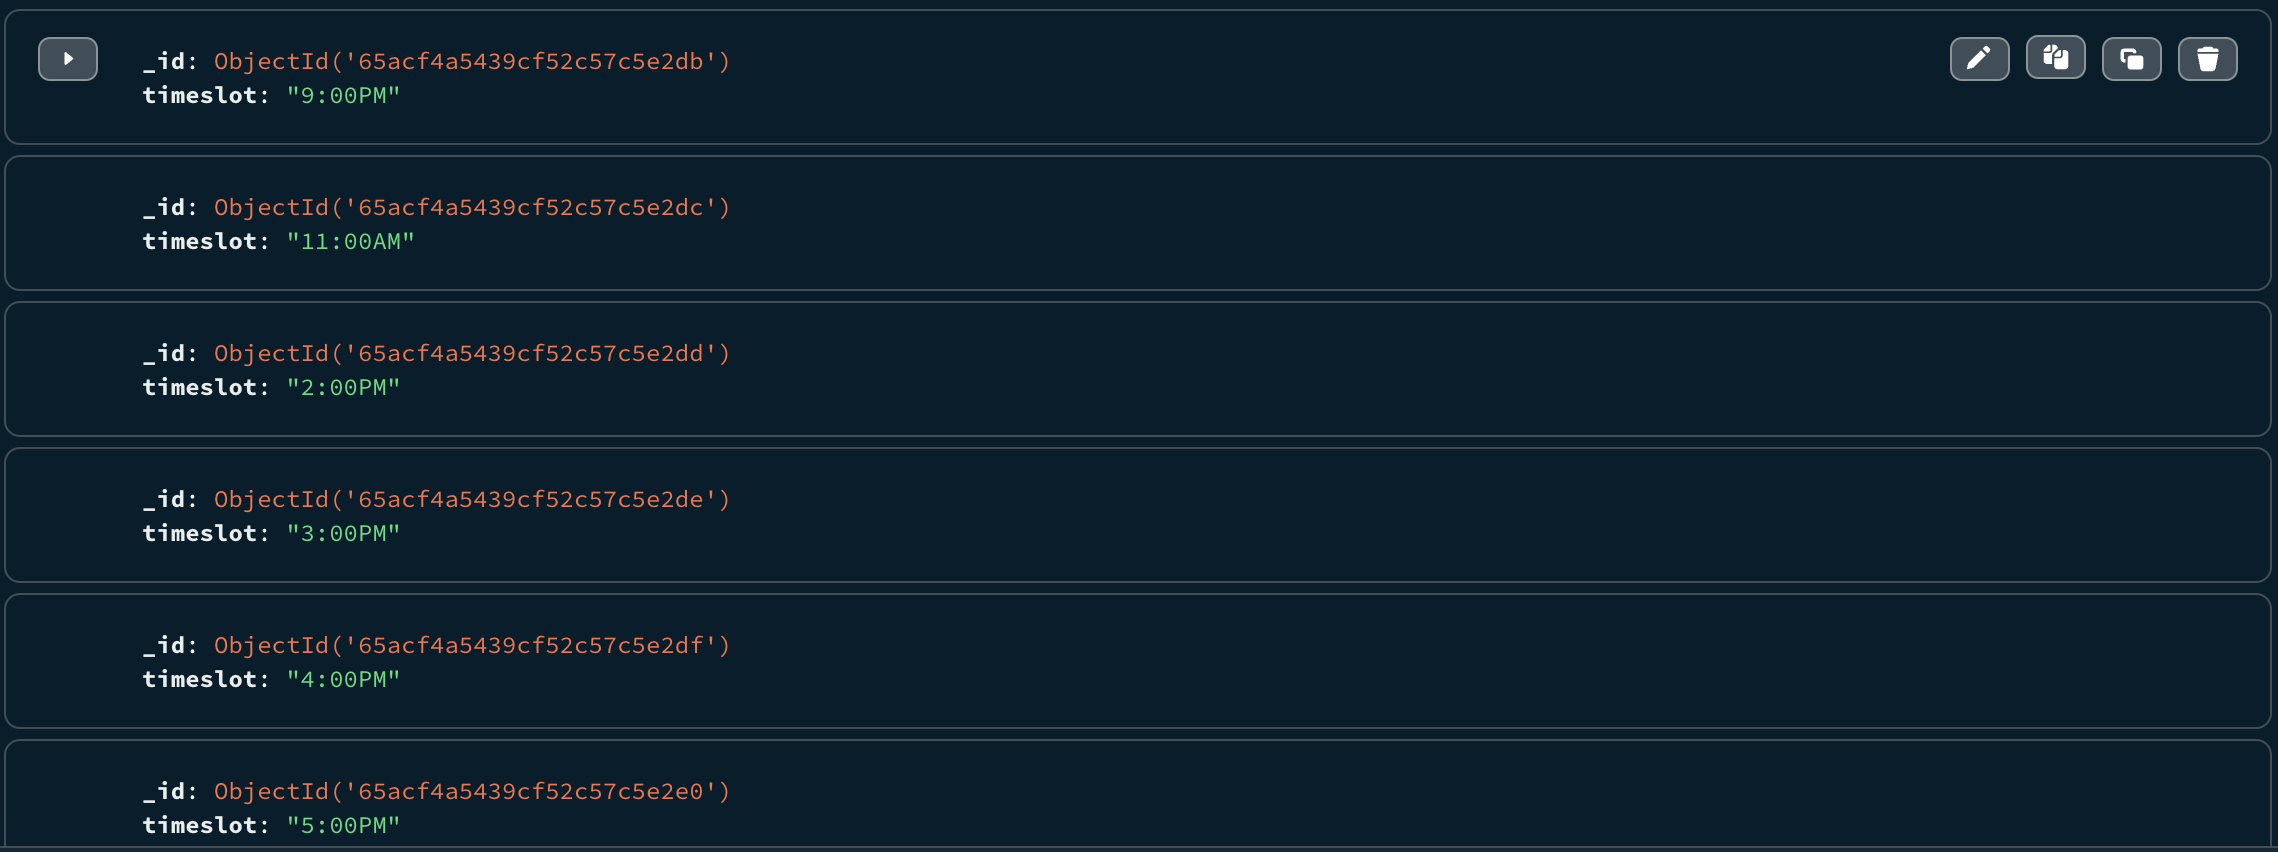 _id: ObjectId('65acf4a5439cf52c57c5e2db')
timeslot: "9:00PM"
_id: ObjectId('65acf4a5439cf52c57c5e2dc')
timeslot: "11:00AM"
_id: ObjectId('65acf4a5439cf52c57c5e2dd')
timeslot: "2:00PM"
_id: ObjectId('65acf4a5439cf52c57c5e2de')
timeslot: "3:00PM"
_id: ObjectId('65acf4a5439cf52c57c5e2df')
timeslot: "4:00PM"
_id: ObjectId('65acf4a5439cf52c57c5e2e0')
timeslot: "5:00PM"